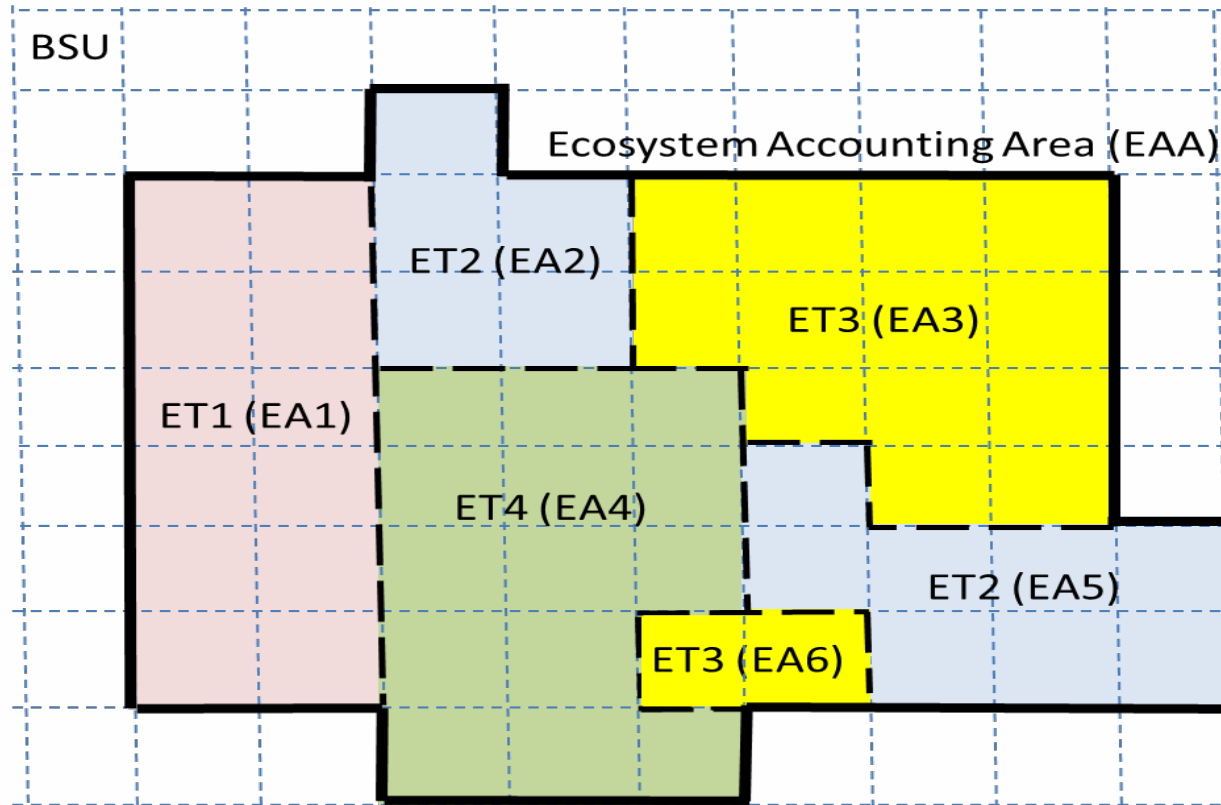 BSU
Ecosystem Accounting Area (EAA)
ET2 (EA2)
ET3 (EA3)
ET1 (EA1)
ET4 (EA4)
ET2 (EA5)
ET3 (EA6)